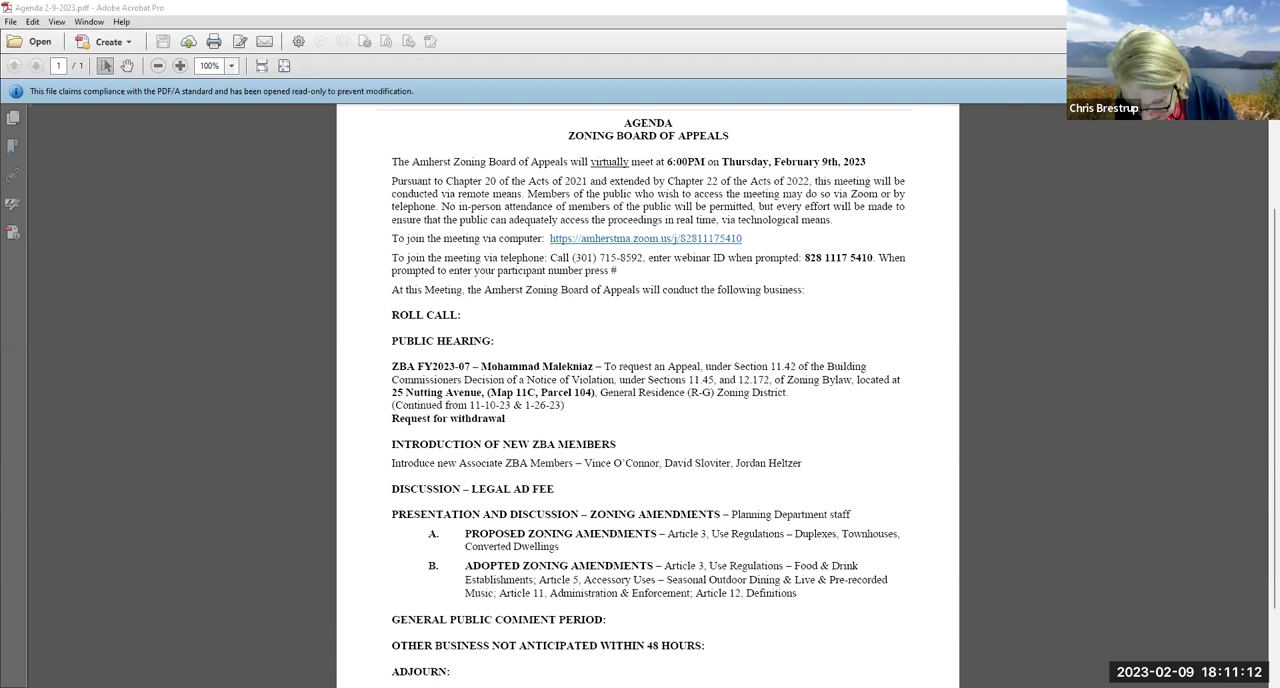 Agenda 2-9-2023.pdf - Adobe Acrobat Pro
File Edit View Window Help
Open Create
1 / 1 100%
This file claims compliance with the PDF/A standard and has been opened read-only to prevent modification.
Chris Brestrup
AGENDA
ZONING BOARD OF APPEALS
The Amherst Zoning Board of Appeals will virtually meet at 6:00PM on Thursday, February 9th, 2023
Pursuant to Chapter 20 of the Acts of 2021 and extended by Chapter 22 of the Acts of 2022, this meeting will be
conducted via remote means. Members of the public who wish to access the meeting may do so via Zoom or by
telephone. No in-person attendance of members of the public will be permitted, but every effort will be made to
ensure that the public can adequately access the proceedings in real time, via technological means.
To join the meeting via computer: https://amherstma.zoom.us/j/82811175410
To join the meeting via telephone: Call (301) 715-8592, enter webinar ID when prompted: 828 1117 5410. When
prompted to enter your participant number press #
At this Meeting, the Amherst Zoning Board of Appeals will conduct the following business:
ROLL CALL:
PUBLIC HEARING:
ZBA FY2023-07 – Mohammad Malekniaz – To request an Appeal, under Section 11.42 of the Building
Commissioners Decision of a Notice of Violation, under Sections 11.45, and 12.172, of Zoning Bylaw, located at
25 Nutting Avenue, (Map 11C, Parcel 104), General Residence (R-G) Zoning District.
(Continued from 11-10-23 & 1-26-23)
Request for withdrawal
INTRODUCTION OF NEW ZBA MEMBERS
Introduce new Associate ZBA Members – Vince O`Connor, David Sloviter, Jordan Heltzer
DISCUSSION – LEGAL AD FEE
PRESENTATION AND DISCUSSION – ZONING AMENDMENTS – Planning Department staff
A. PROPOSED ZONING AMENDMENTS – Article 3, Use Regulations – Duplexes, Townhouses,
Converted Dwellings
B. ADOPTED ZONING AMENDMENTS – Article 3, Use Regulations – Food & Drink
Establishments; Article 5, Accessory Uses – Seasonal Outdoor Dining & Live & Pre-recorded
Music; Article 11, Administration & Enforcement; Article 12, Definitions
GENERAL PUBLIC COMMENT PERIOD:
OTHER BUSINESS NOT ANTICIPATED WITHIN 48 HOURS:
ADJOURN:
2023-02-09 18:11:12